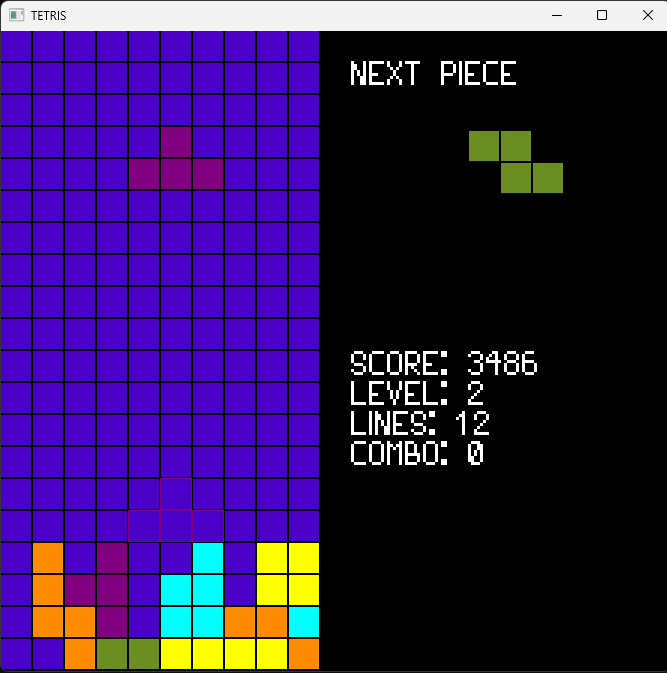 TETRIS
NEXT PIECE
SCORE: 3486
LEVEL: 2
LINES: 12
COMBO: 0